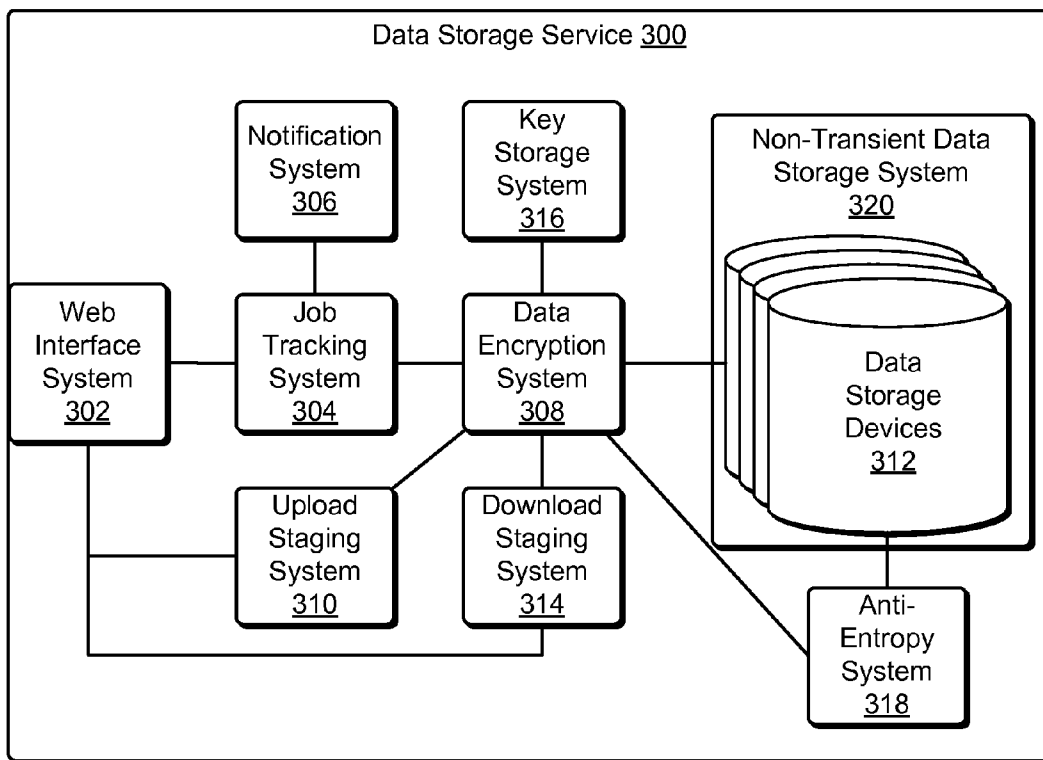 Data Storage Service 300
Notification
System
306
Key
Storage
System
316
Non-Transient Data
Storage System
320
Web
Interface
System
302
Job
Tracking
System
304
Data
Encryption
System
308
Data
Storage
Devices
312
Upload
Staging
System
310
Download
Staging
System
314
Anti-
Entropy
System
318